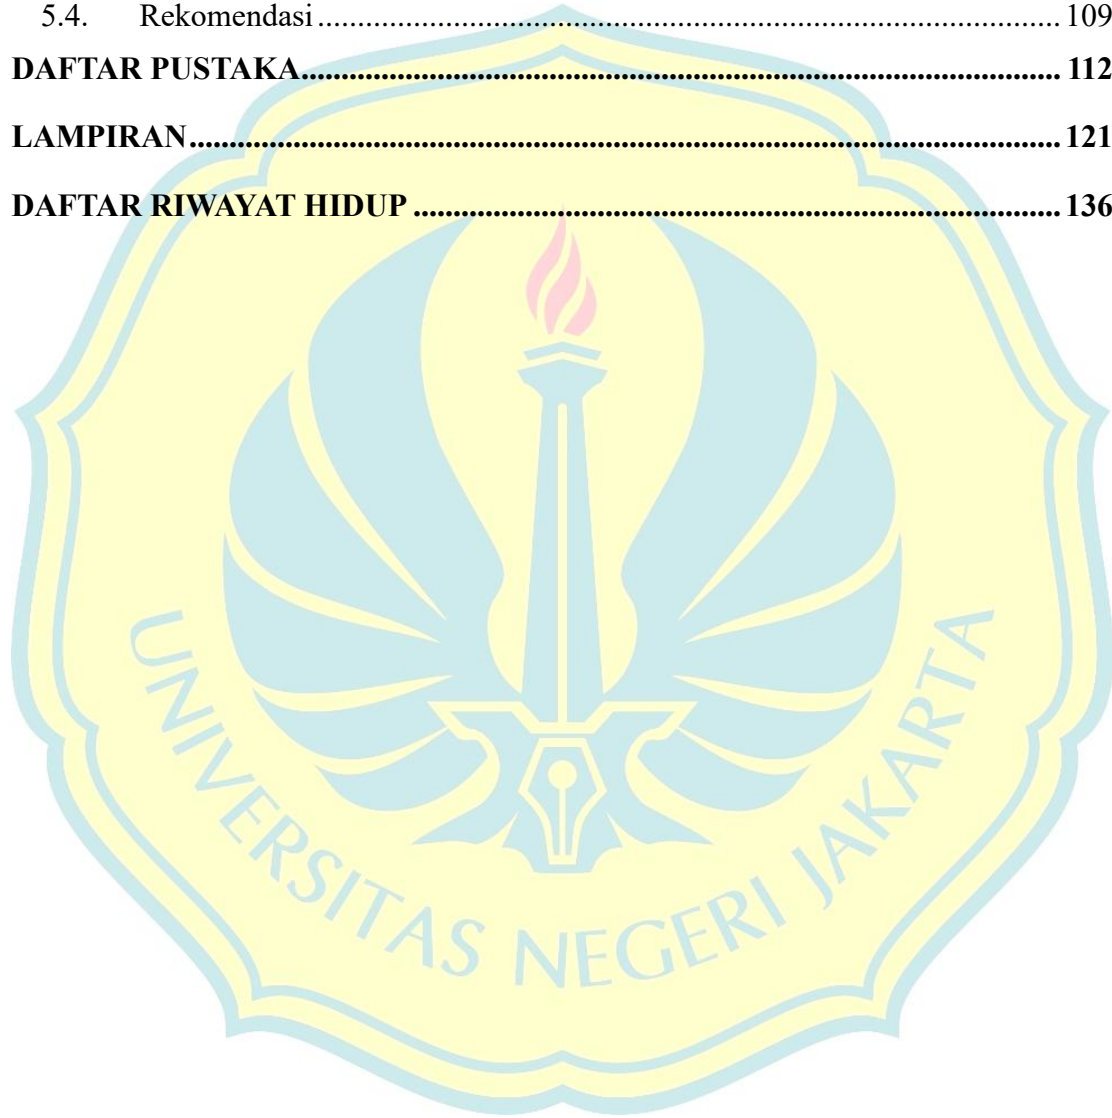 5.4. Rekomendasi........................................................................................................ 109
DAFTAR PUSTAKA.............................................................................................. 112
LAMPIRAN............................................................................................................ 121
DAFTAR RIWAYAT HIDUP ................................................................................ 136
UNIVERSITAS NEGERI JAKARTA